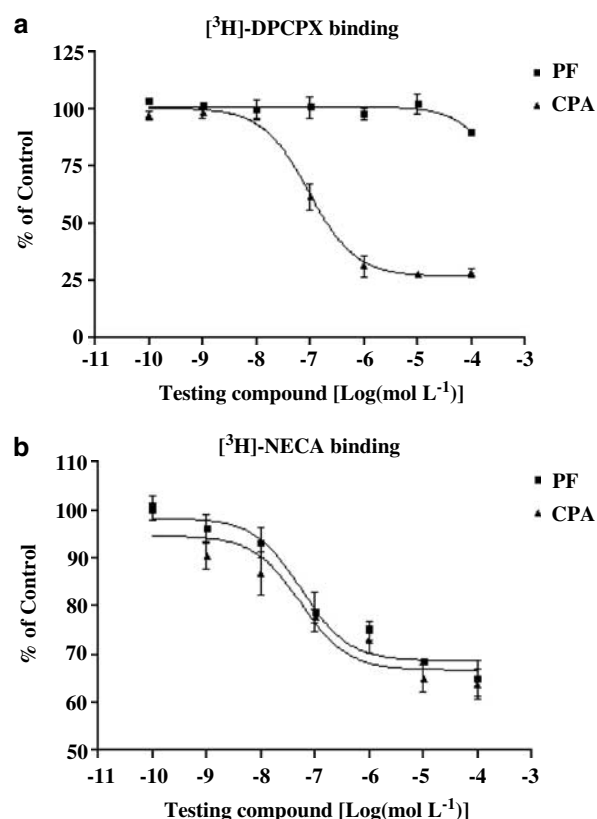 a
[³H]-DPCPX binding
125
100
75
50
25
0
% of Control
PF
CPA
-11 -10 -9 -8 -7 -6 -5 -4 -3
Testing compound [Log(mol L⁻¹)]
b
[³H]-NECA binding
110
100
90
80
70
60
50
% of Control
PF
CPA
-11 -10 -9 -8 -7 -6 -5 -4 -3
Testing compound [Log(mol L⁻¹)]